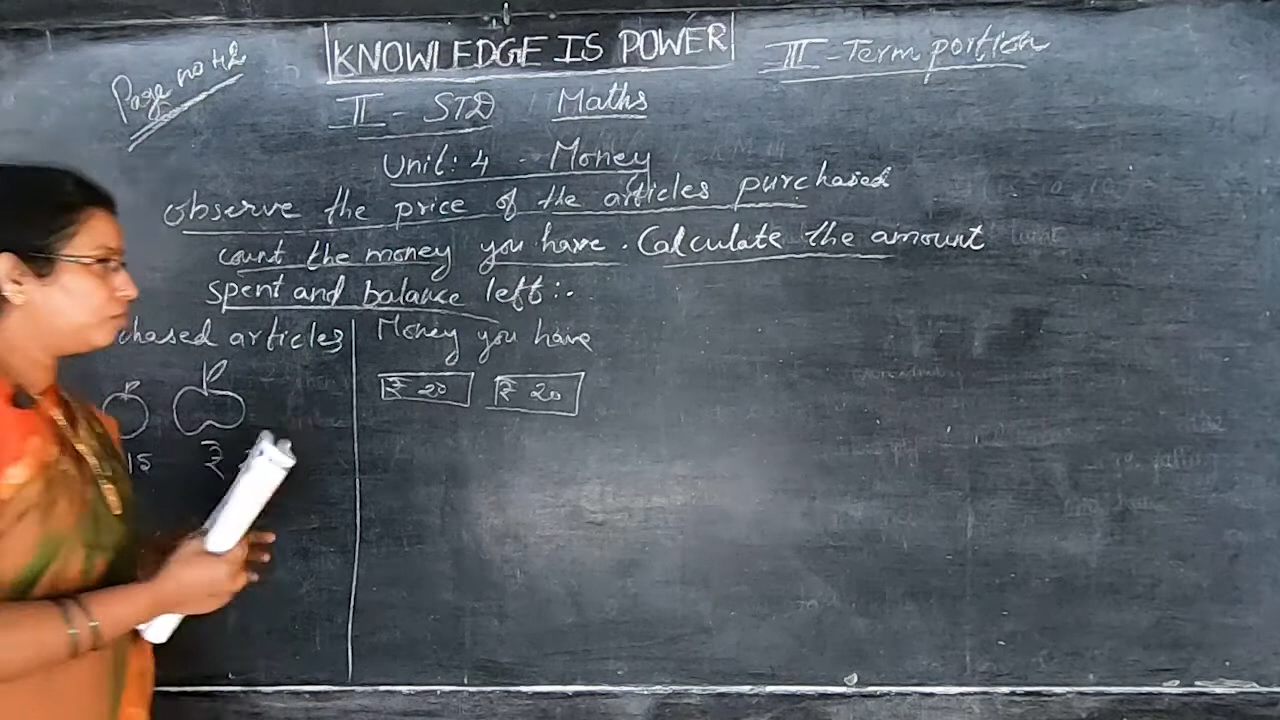 Page no 42
KNOWLEDGE IS POWER
III - Term portion
II - STD Maths
Unit: 4 - Money
Observe the price of the articles purchased
count the money you have. Calculate the amount
spent and balance left:-
chased articles
Money you have
₹ 20 ₹ 20
15 ₹